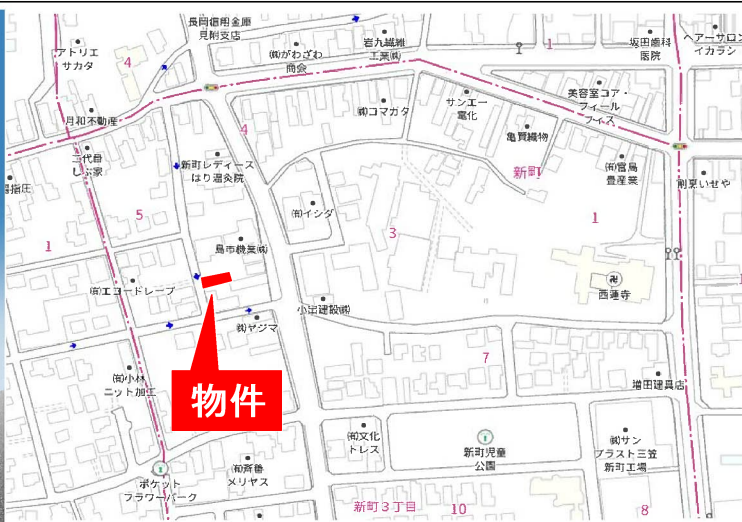 長岡信用金庫
見附支店
アトリエ
サカタ
4
㈲がわざわ
商会
岩九繊維
工業㈱
1
坂田歯科
医院
ヘアーサロン
イカラシ
月和不動産
4
㈱コマガタ
サンエー
電化
美容室コア・
フィール
フィズ
亀賀織物
二代目
しぶ家
新町レディース
はり温灸院
新町
㈲富島
畳産業
割烹いせや
指圧
5
㈲イシダ
3
1
1
島市機業㈱
㈲エコードレープ
卍
西蓮寺
小出建設㈱
㈱ヤジマ
7
㈲小林
ニット加工
増田建具店
物件
㈲文化
トレス
新町児童
公園
㈲サン
プラスト三笠
新町工場
ポケット
フラワーパーク
㈲斉藤
メリヤス
新町3丁目
10
8